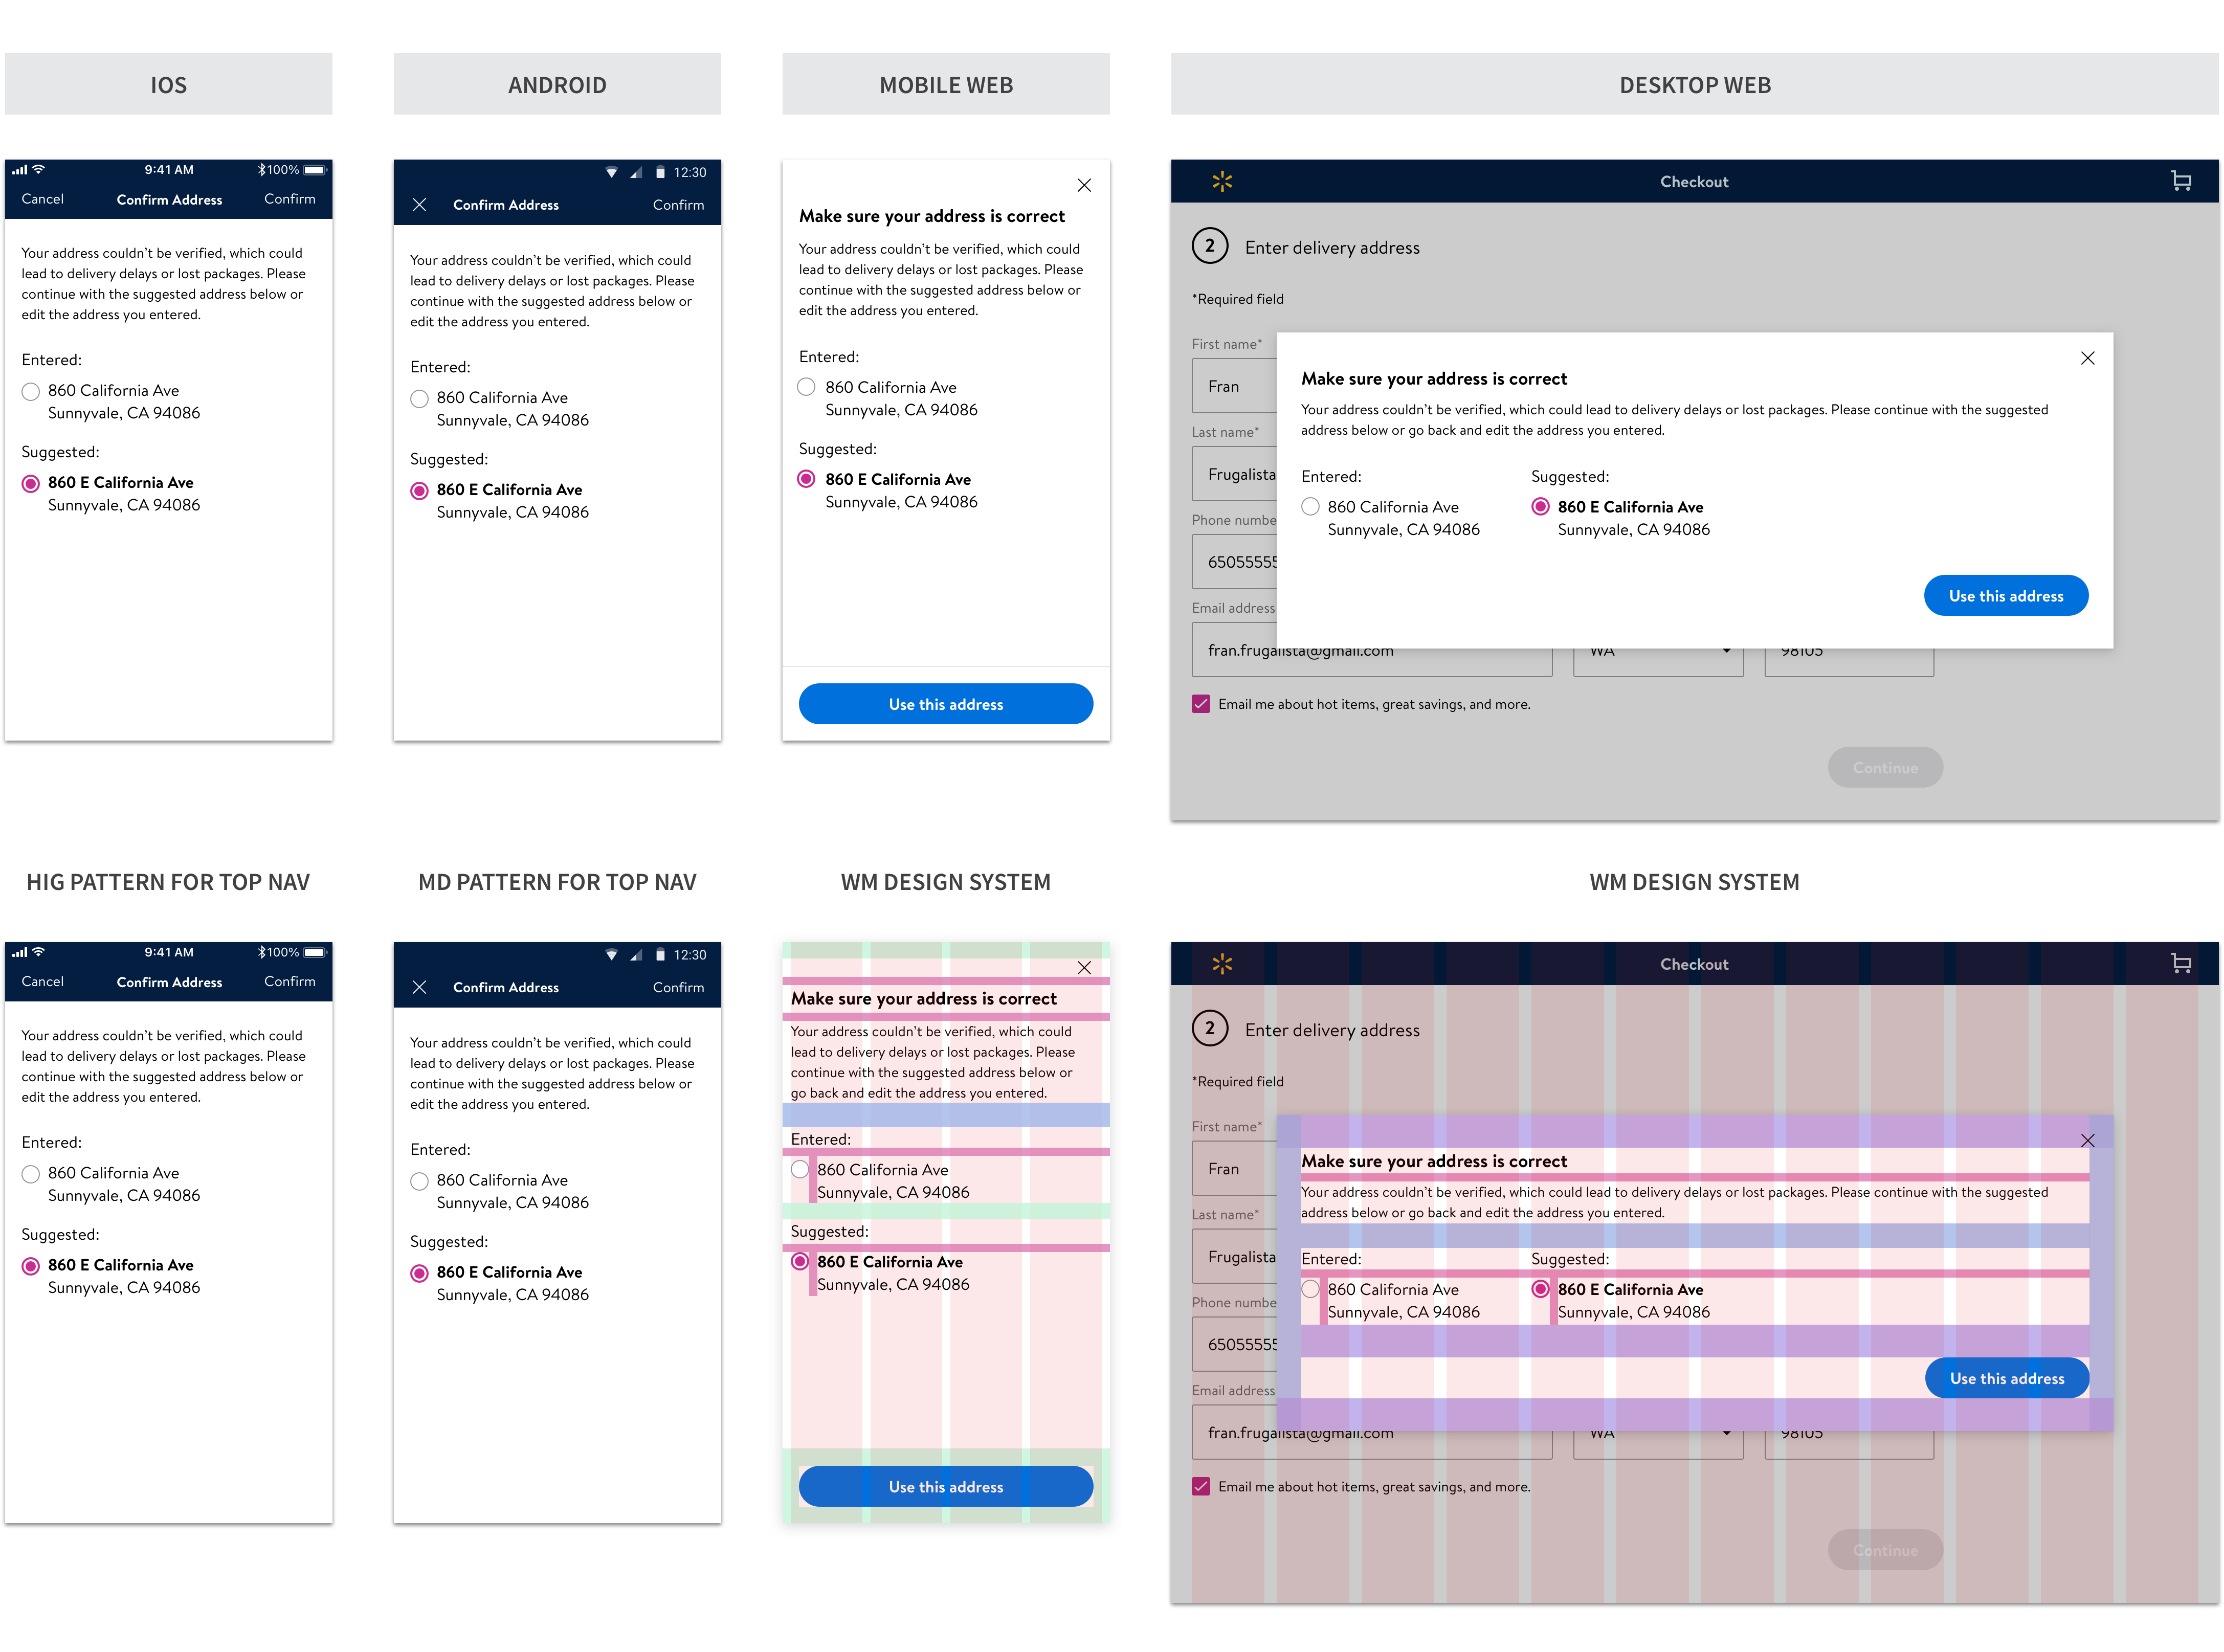 IOS
ANDROID
MOBILE WEB
DESKTOP WEB
9:41 AM
100%
Cancel
Confirm Address
Confirm
Your address couldn't be verified, which could
lead to delivery delays or lost packages. Please
continue with the suggested address below or
edit the address you entered.
Entered:
860 California Ave
Sunnyvale, CA 94086
Suggested:
860 E California Ave
Sunnyvale, CA 94086
12:30
Confirm Address
Confirm
Your address couldn't be verified, which could
lead to delivery delays or lost packages. Please
continue with the suggested address below or
edit the address you entered.
Entered:
860 California Ave
Sunnyvale, CA 94086
Suggested:
860 E California Ave
Sunnyvale, CA 94086
Make sure your address is correct
Your address couldn't be verified, which could
lead to delivery delays or lost packages. Please
continue with the suggested address below or
edit the address you entered.
Entered:
860 California Ave
Sunnyvale, CA 94086
Suggested:
860 E California Ave
Sunnyvale, CA 94086
Use this address
Checkout
2 Enter delivery address
*Required field
First name*
Fran
Last name*
Frugalista
Phone numbe
65055555
Email address
fran.frugalista@gmail.com
WA
98105
Make sure your address is correct
Your address couldn't be verified, which could lead to delivery delays or lost packages. Please continue with the suggested
address below or go back and edit the address you entered.
Entered:
860 California Ave
Sunnyvale, CA 94086
Suggested:
860 E California Ave
Sunnyvale, CA 94086
Use this address
Email me about hot items, great savings, and more.
Continue
HIG PATTERN FOR TOP NAV
MD PATTERN FOR TOP NAV
WM DESIGN SYSTEM
WM DESIGN SYSTEM
9:41 AM
100%
Cancel
Confirm Address
Confirm
Your address couldn't be verified, which could
lead to delivery delays or lost packages. Please
continue with the suggested address below or
edit the address you entered.
Entered:
860 California Ave
Sunnyvale, CA 94086
Suggested:
860 E California Ave
Sunnyvale, CA 94086
12:30
Confirm Address
Confirm
Your address couldn't be verified, which could
lead to delivery delays or lost packages. Please
continue with the suggested address below or
edit the address you entered.
Entered:
860 California Ave
Sunnyvale, CA 94086
Suggested:
860 E California Ave
Sunnyvale, CA 94086
Make sure your address is correct
Your address couldn't be verified, which could
lead to delivery delays or lost packages. Please
continue with the suggested address below or
go back and edit the address you entered.
Entered:
860 California Ave
Sunnyvale, CA 94086
Suggested:
860 E California Ave
Sunnyvale, CA 94086
Use this address
Checkout
2 Enter delivery address
*Required field
First name*
Fran
Last name*
Frugalista
Phone numbe
65055555
Email address
fran.frugalista@gmail.com
WA
98105
Make sure your address is correct
Your address couldn't be verified, which could lead to delivery delays or lost packages. Please continue with the suggested
address below or go back and edit the address you entered.
Entered:
860 California Ave
Sunnyvale, CA 94086
Suggested:
860 E California Ave
Sunnyvale, CA 94086
Use this address
Email me about hot items, great savings, and more.
Continue